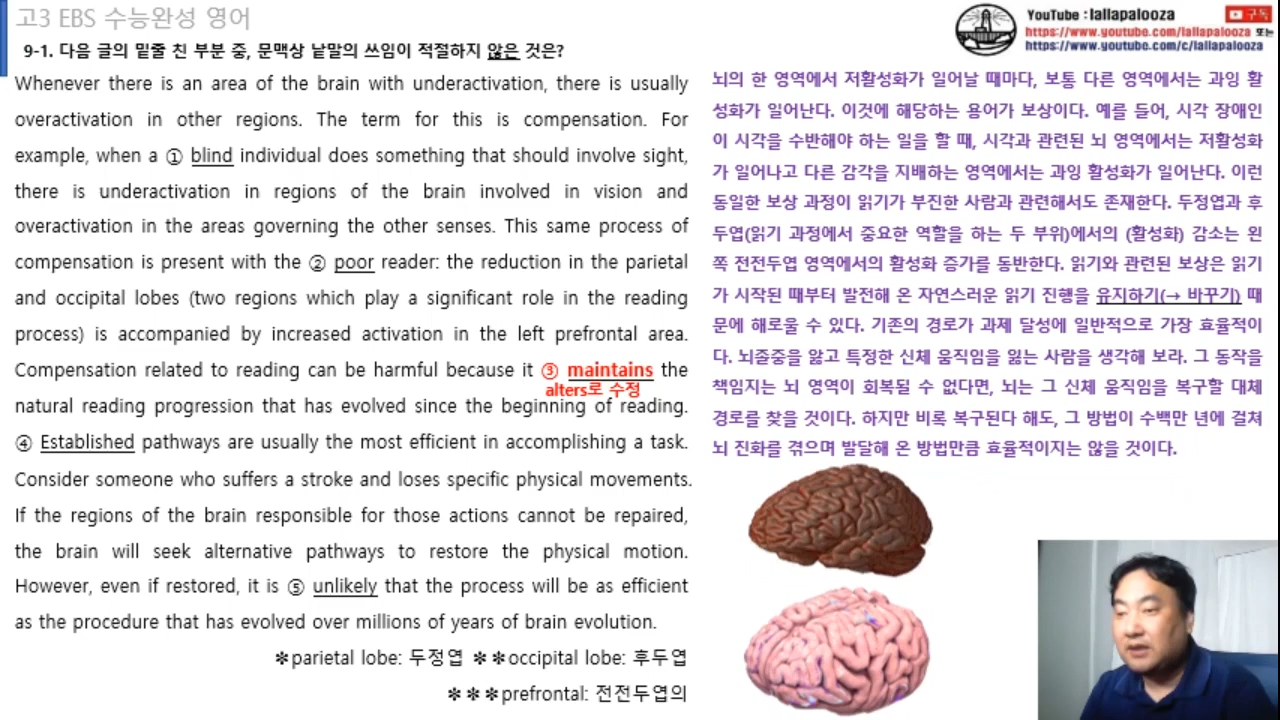 고3 EBS 수능완성 영어
YouTube : lallapalooza
구독
https://www.youtube.com/lallapalooza 또는
https://www.youtube.com/c/lallapalooza
9-1. 다음 글의 밑줄 친 부분 중, 문맥상 낱말의 쓰임이 적절하지 않은 것은?
Whenever there is an area of the brain with underactivation, there is usually
overactivation in other regions. The term for this is compensation. For
example, when a ① blind individual does something that should involve sight,
there is underactivation in regions of the brain involved in vision and
overactivation in the areas governing the other senses. This same process of
compensation is present with the ② poor reader: the reduction in the parietal
and occipital lobes (two regions which play a significant role in the reading
process) is accompanied by increased activation in the left prefrontal area.
Compensation related to reading can be harmful because it ③ maintains the
alters로 수정
natural reading progression that has evolved since the beginning of reading.
④ Established pathways are usually the most efficient in accomplishing a task.
Consider someone who suffers a stroke and loses specific physical movements.
If the regions of the brain responsible for those actions cannot be repaired,
the brain will seek alternative pathways to restore the physical motion.
However, even if restored, it is ⑤ unlikely that the process will be as efficient
as the procedure that has evolved over millions of years of brain evolution.
✻parietal lobe: 두정엽 ✻✻occipital lobe: 후두엽
✻✻✻prefrontal: 전전두엽의
뇌의 한 영역에서 저활성화가 일어날 때마다, 보통 다른 영역에서는 과잉 활
성화가 일어난다. 이것에 해당하는 용어가 보상이다. 예를 들어, 시각 장애인
이 시각을 수반해야 하는 일을 할 때, 시각과 관련된 뇌 영역에서는 저활성화
가 일어나고 다른 감각을 지배하는 영역에서는 과잉 활성화가 일어난다. 이런
동일한 보상 과정이 읽기가 부진한 사람과 관련해서도 존재한다. 두정엽과 후
두엽(읽기 과정에서 중요한 역할을 하는 두 부위)에서의 (활성화) 감소는 왼
쪽 전전두엽 영역에서의 활성화 증가를 동반한다. 읽기와 관련된 보상은 읽기
가 시작된 때부터 발전해 온 자연스러운 읽기 진행을 유지하기(→ 바꾸기) 때
문에 해로울 수 있다. 기존의 경로가 과제 달성에 일반적으로 가장 효율적이
다. 뇌졸중을 앓고 특정한 신체 움직임을 잃는 사람을 생각해 보라. 그 동작을
책임지는 뇌 영역이 회복될 수 없다면, 뇌는 그 신체 움직임을 복구할 대체
경로를 찾을 것이다. 하지만 비록 복구된다 해도, 그 방법이 수백만 년에 걸쳐
뇌 진화를 겪으며 발달해 온 방법만큼 효율적이지는 않을 것이다.